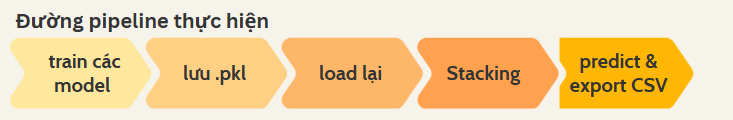 Đường pipeline thực hiện
train các
model
lưu .pkl
load lại
Stacking
predict &
export CSV